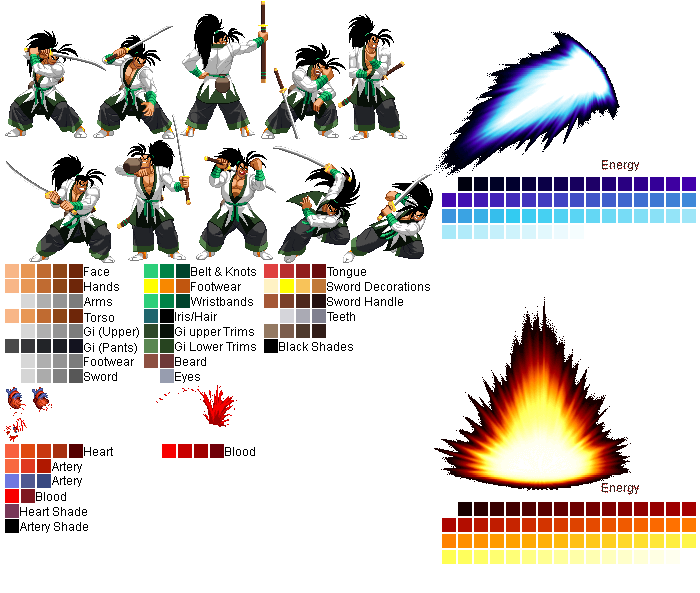 Energy
Face
Hands
Arms
Torso
Gi (Upper)
Gi (Pants)
Footwear
Sword
Belt & Knots
Footwear
Wristbands
Iris/Hair
Gi upper Trims
Gi Lower Trims
Beard
Eyes
Tongue
Sword Decorations
Sword Handle
Teeth
Black Shades
Heart
Artery
Artery
Blood
Heart Shade
Artery Shade
Blood
Energy